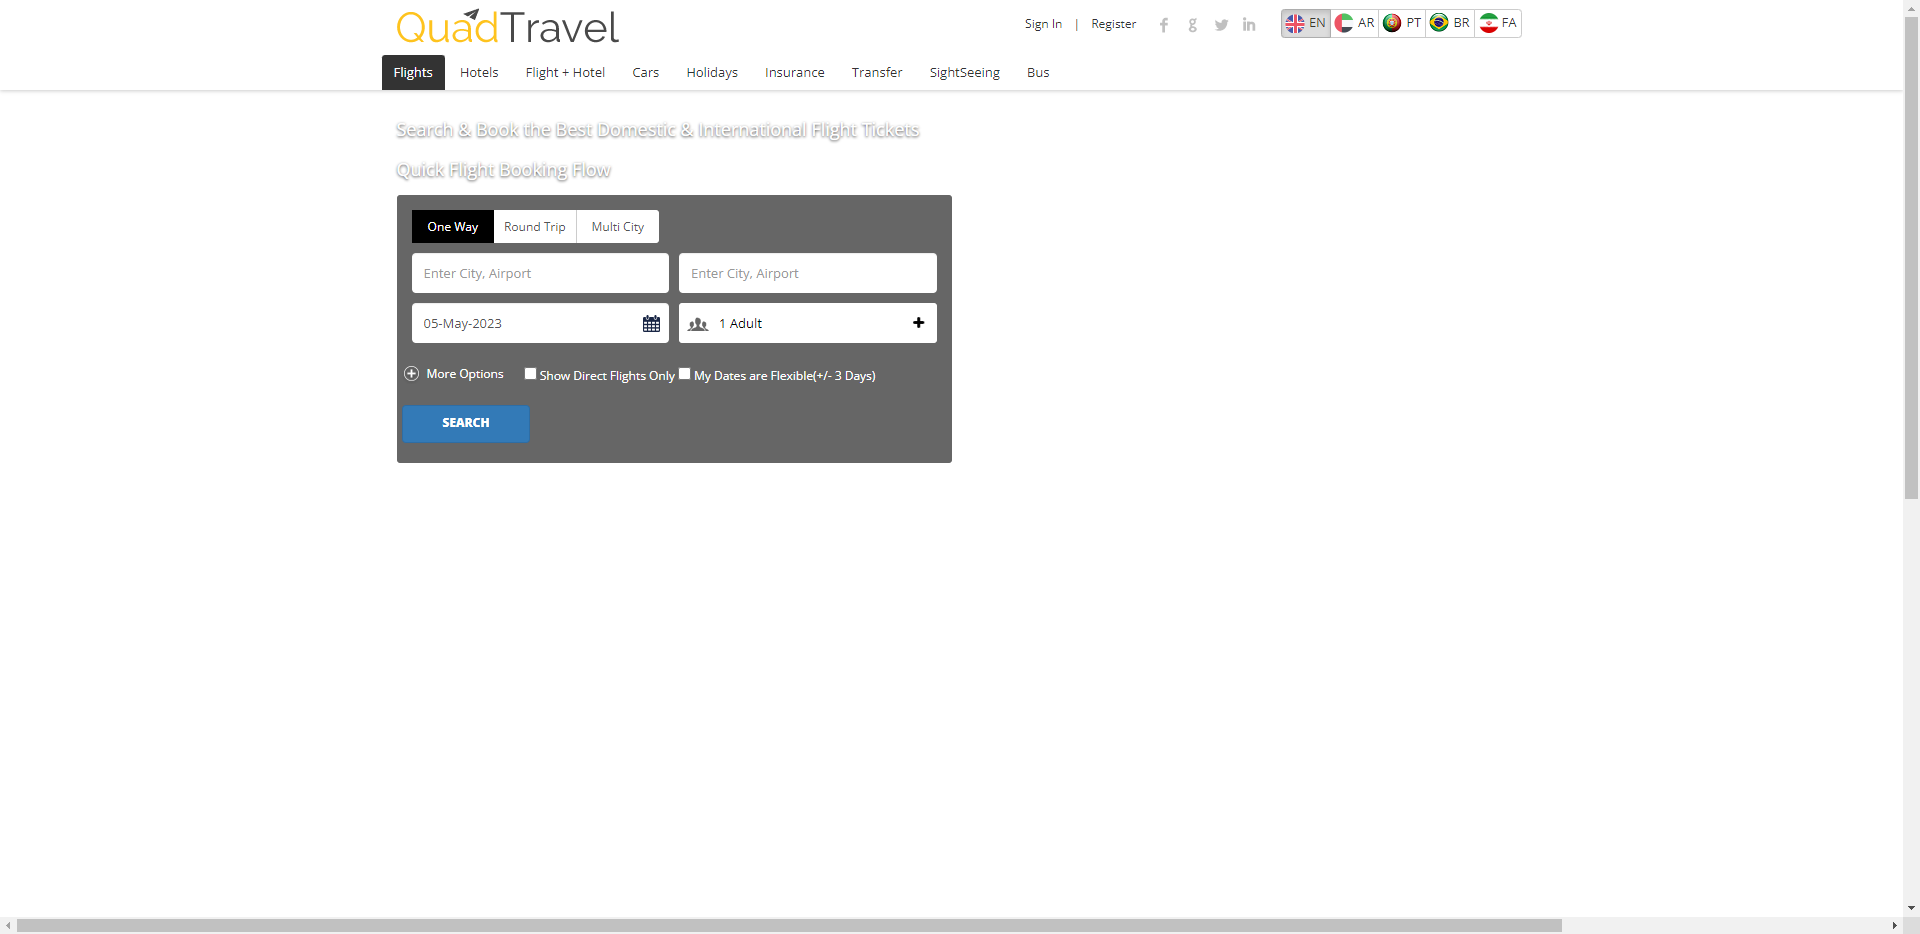 QuadTravel
Sign In | Register
EN AR PT BR FA
Flights Hotels Flight + Hotel Cars Holidays Insurance Transfer SightSeeing Bus
Search & Book the Best Domestic & International Flight Tickets
Quick Flight Booking Flow
One Way Round Trip Multi City
Enter City, Airport Enter City, Airport
05-May-2023 1 Adult
More Options Show Direct Flights Only My Dates are Flexible(+/- 3 Days)
SEARCH